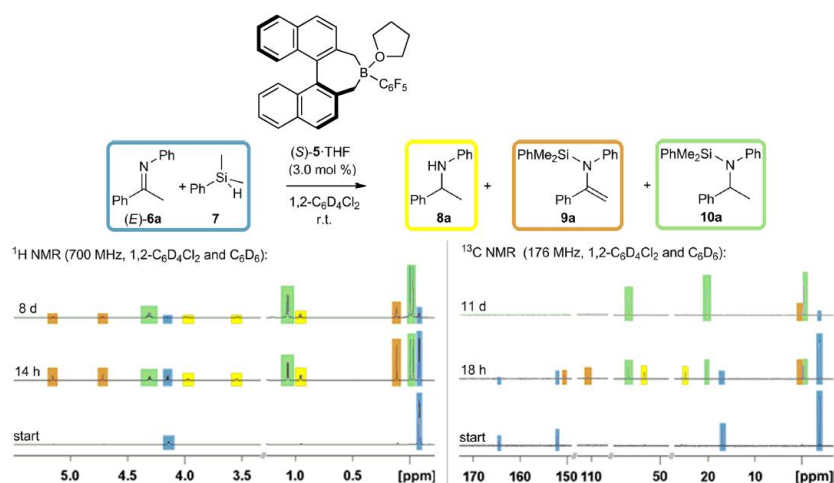 O
B
C6F5
Ph
N
Ph
(E)-6a
+
Si
Ph
H
7
(S)-5·THF
(3.0 mol %)
1,2-C6D4Cl2
r.t.
HN
Ph
Ph
8a
+
PhMe2Si
N
Ph
Ph
9a
+
PhMe2Si
N
Ph
Ph
10a
1H NMR (700 MHz, 1,2-C6D4Cl2 and C6D6):
8 d
14 h
start
5.0 4.5 4.0 3.5 1.0 0.5 [ppm]
13C NMR (176 MHz, 1,2-C6D4Cl2 and C6D6):
11 d
18 h
start
170 160 150 110 50 20 10 [ppm]